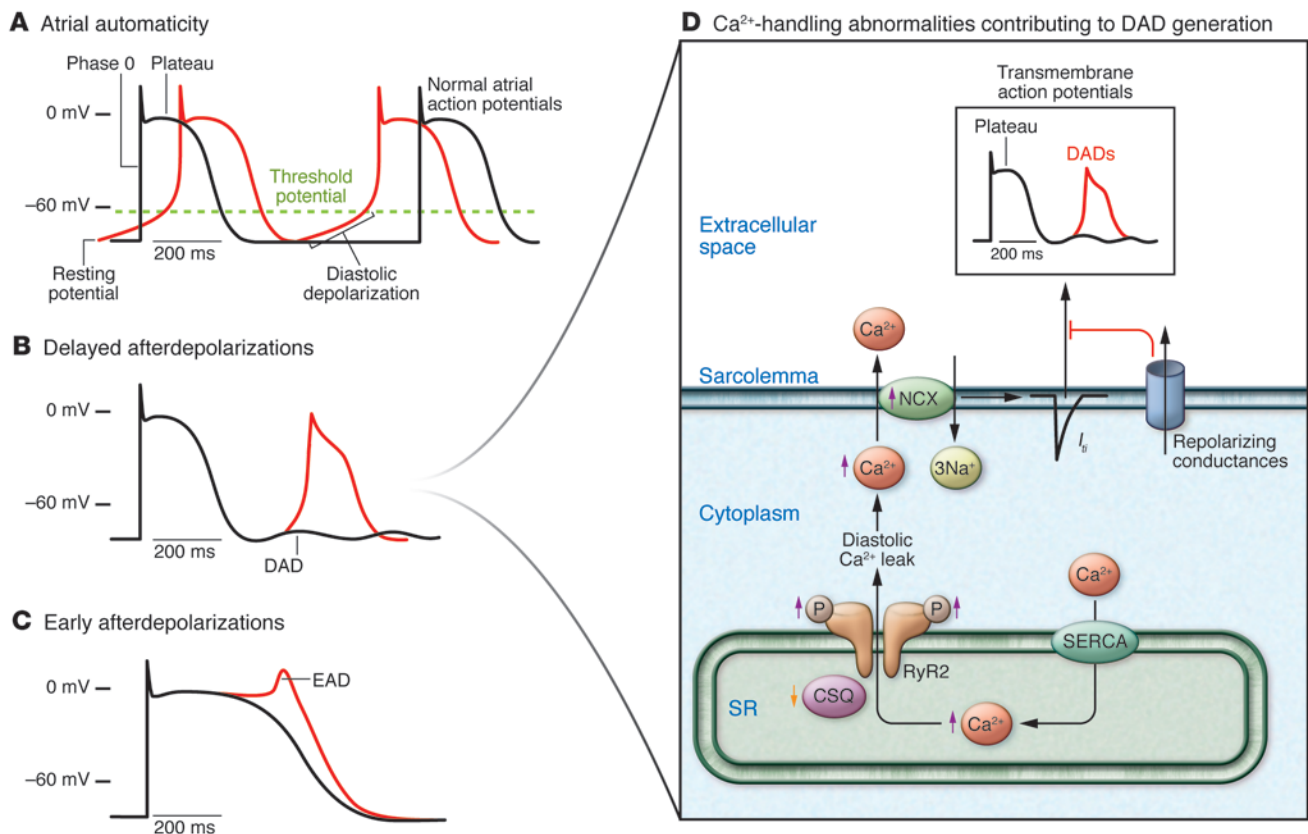 A Atrial automaticity
Phase 0
Plateau
Normal atrial
action potentials
0 mV
Threshold
potential
–60 mV
200 ms
Resting
potential
Diastolic
depolarization
B Delayed afterdepolarizations
0 mV
–60 mV
200 ms
DAD
C Early afterdepolarizations
0 mV
EAD
–60 mV
200 ms
D Ca²⁺-handling abnormalities contributing to DAD generation
Transmembrane
action potentials
Plateau
DADs
200 ms
Extracellular
space
Ca²⁺
Sarcolemma
NCX
Iti
Repolarizing
conductances
Ca²⁺
3Na⁺
Cytoplasm
Diastolic
Ca²⁺ leak
Ca²⁺
P
P
SERCA
RyR2
CSQ
SR
Ca²⁺